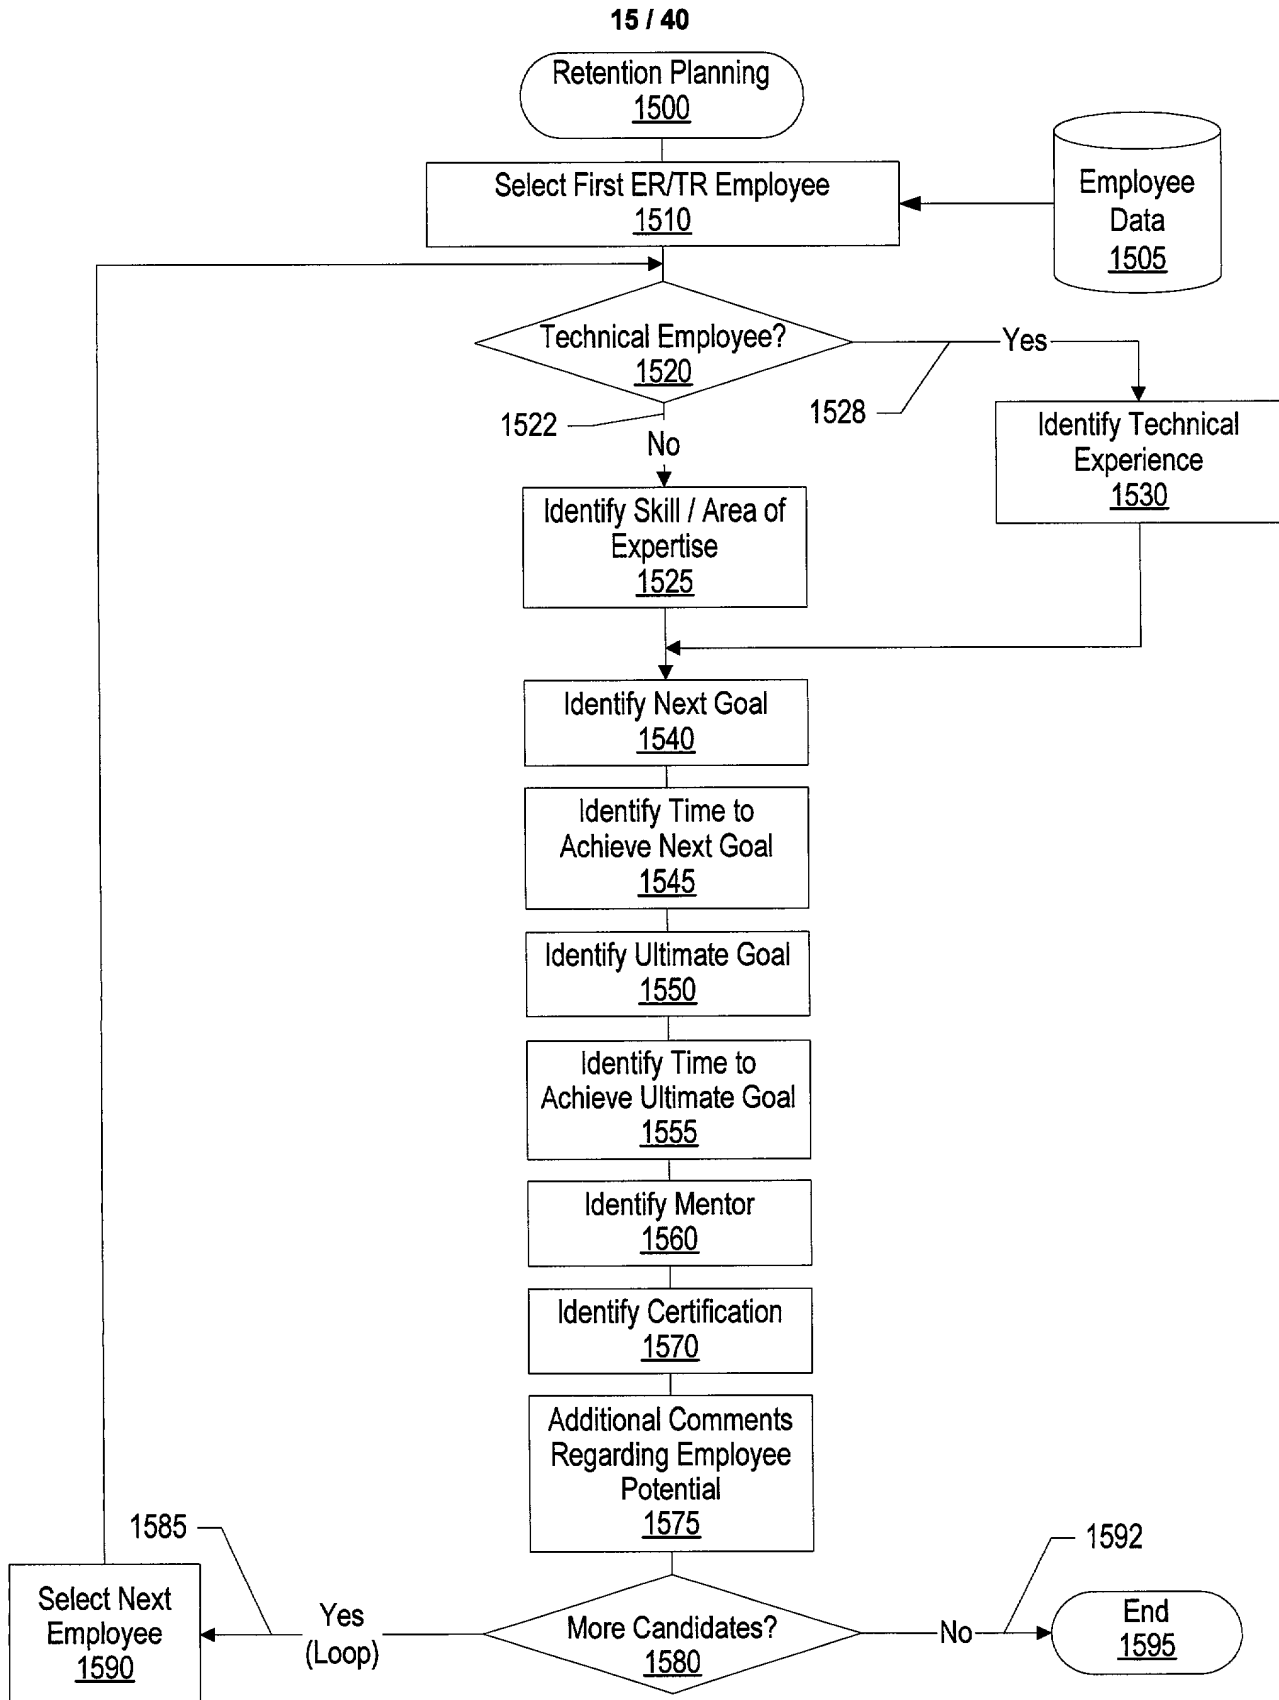 15 / 40
Retention Planning
1500
Select First ER/TR Employee
1510
Employee
Data
1505
Technical Employee?
1520
Yes
1528
1522
No
Identify Technical
Experience
1530
Identify Skill / Area of
Expertise
1525
Identify Next Goal
1540
Identify Time to
Achieve Next Goal
1545
Identify Ultimate Goal
1550
Identify Time to
Achieve Ultimate Goal
1555
Identify Mentor
1560
Identify Certification
1570
Additional Comments
Regarding Employee
Potential
1575
1585
1592
Select Next
Employee
1590
Yes
(Loop)
More Candidates?
1580
No
End
1595